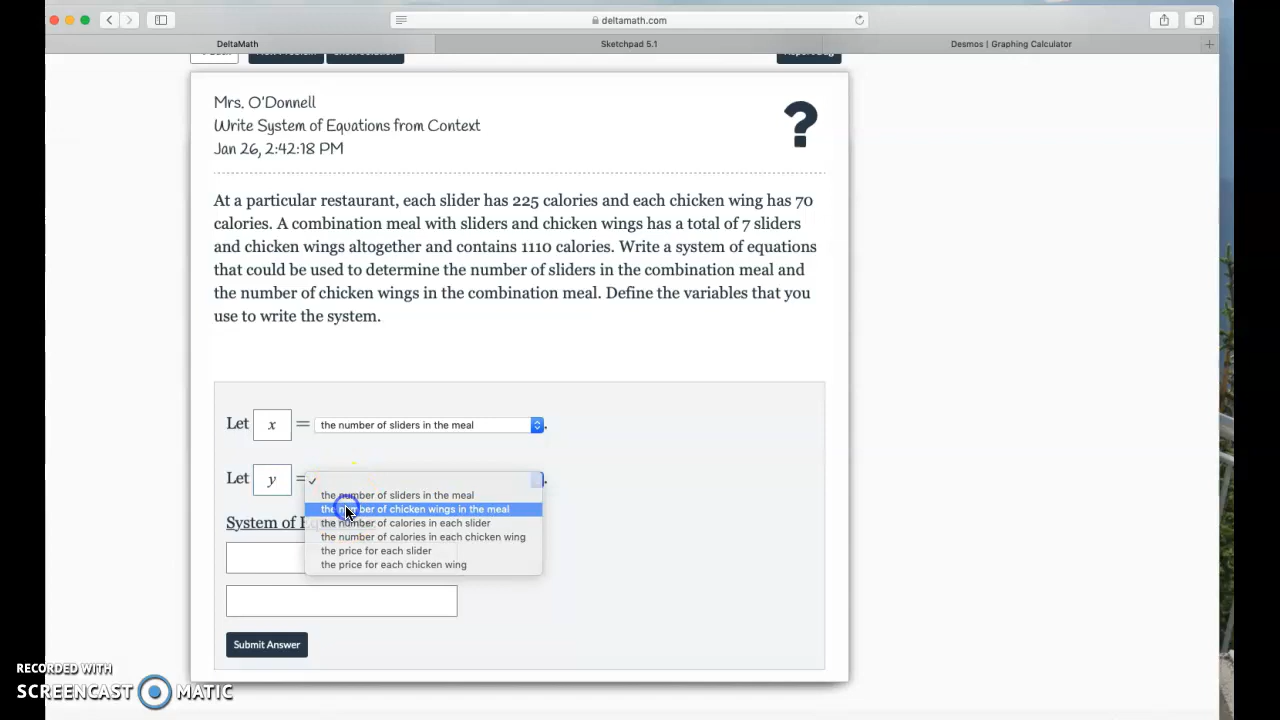 deltamath.com
DeltaMath
Sketchpad 5.1
Desmos | Graphing Calculator
Mrs. O'Donnell
Write System of Equations from Context
Jan 26, 2:42:18 PM
?
At a particular restaurant, each slider has 225 calories and each chicken wing has 70
calories. A combination meal with sliders and chicken wings has a total of 7 sliders
and chicken wings altogether and contains 1110 calories. Write a system of equations
that could be used to determine the number of sliders in the combination meal and
the number of chicken wings in the combination meal. Define the variables that you
use to write the system.
Let x = the number of sliders in the meal .
Let y = ✓ .
the number of sliders in the meal
the number of chicken wings in the meal
the number of calories in each slider
the number of calories in each chicken wing
the price for each slider
the price for each chicken wing
System of
Submit Answer
RECORDED WITH
SCREENCAST MATIC